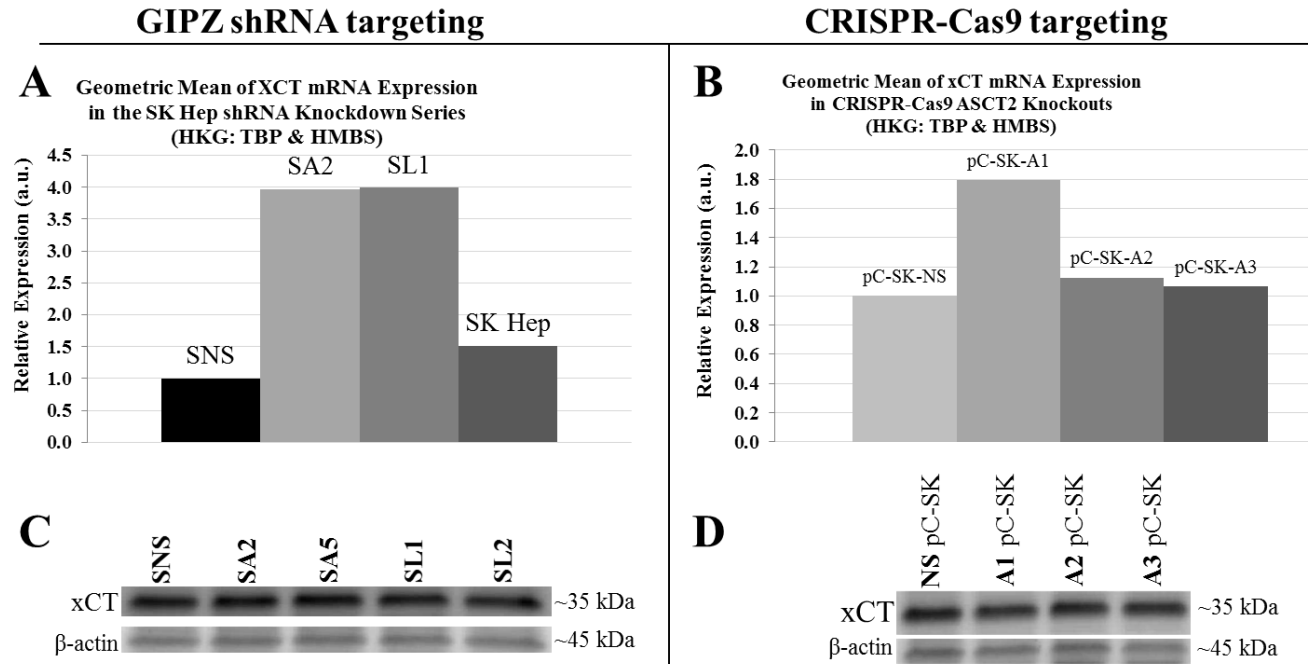 GIPZ shRNA targeting
A
Geometric Mean of XCT mRNA Expression
in the SK Hep shRNA Knockdown Series
(HKG: TBP & HMBS)
Relative Expression (a.u.)
4.5
4.0
3.5
3.0
2.5
2.0
1.5
1.0
0.5
0.0
SNS
SA2
SL1
SK Hep
CRISPR-Cas9 targeting
B
Geometric Mean of xCT mRNA Expression
in CRISPR-Cas9 ASCT2 Knockouts
(HKG: TBP & HMBS)
Relative Expression (a.u.)
2.0
1.8
1.6
1.4
1.2
1.0
0.8
0.6
0.4
0.2
0.0
pC-SK-NS
pC-SK-A1
pC-SK-A2
pC-SK-A3
C
SNS
SA2
SA5
SL1
SL2
xCT
~35 kDa
β-actin
~45 kDa
D
NS pC-SK
A1 pC-SK
A2 pC-SK
A3 pC-SK
xCT
~35 kDa
β-actin
~45 kDa